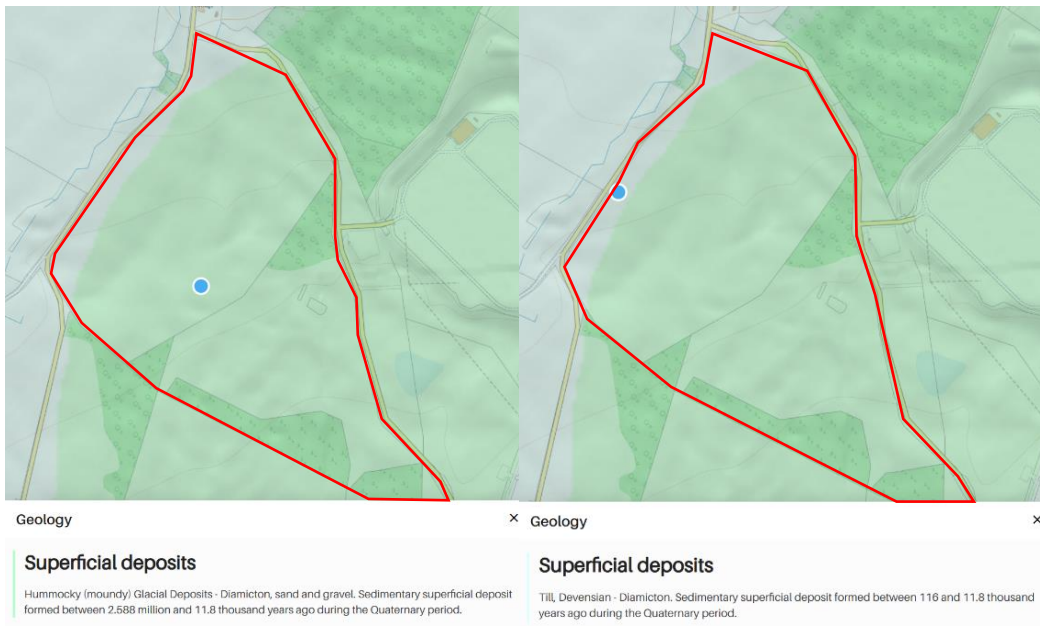 Geology ×
Superficial deposits
Hummocky (moundy) Glacial Deposits - Diamicton, sand and gravel. Sedimentary superficial deposit
formed between 2.588 million and 11.8 thousand years ago during the Quaternary period.
Geology ×
Superficial deposits
Till, Devensian - Diamicton. Sedimentary superficial deposit formed between 116 and 11.8 thousand
years ago during the Quaternary period.